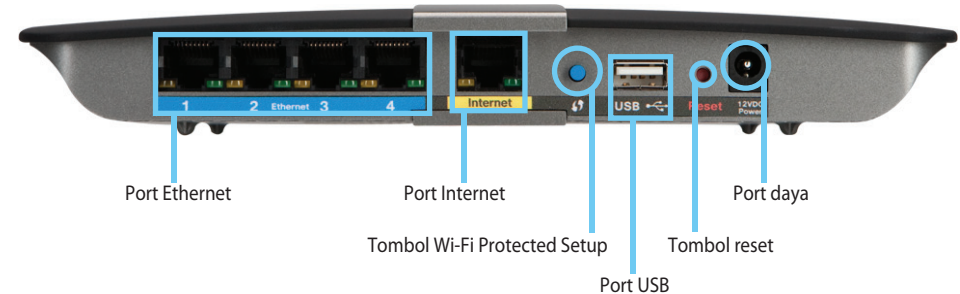 1 2 Ethernet 3 4
Internet
USB
Reset
12VDC
Power
Port Ethernet
Port Internet
Port daya
Tombol Wi-Fi Protected Setup
Tombol reset
Port USB